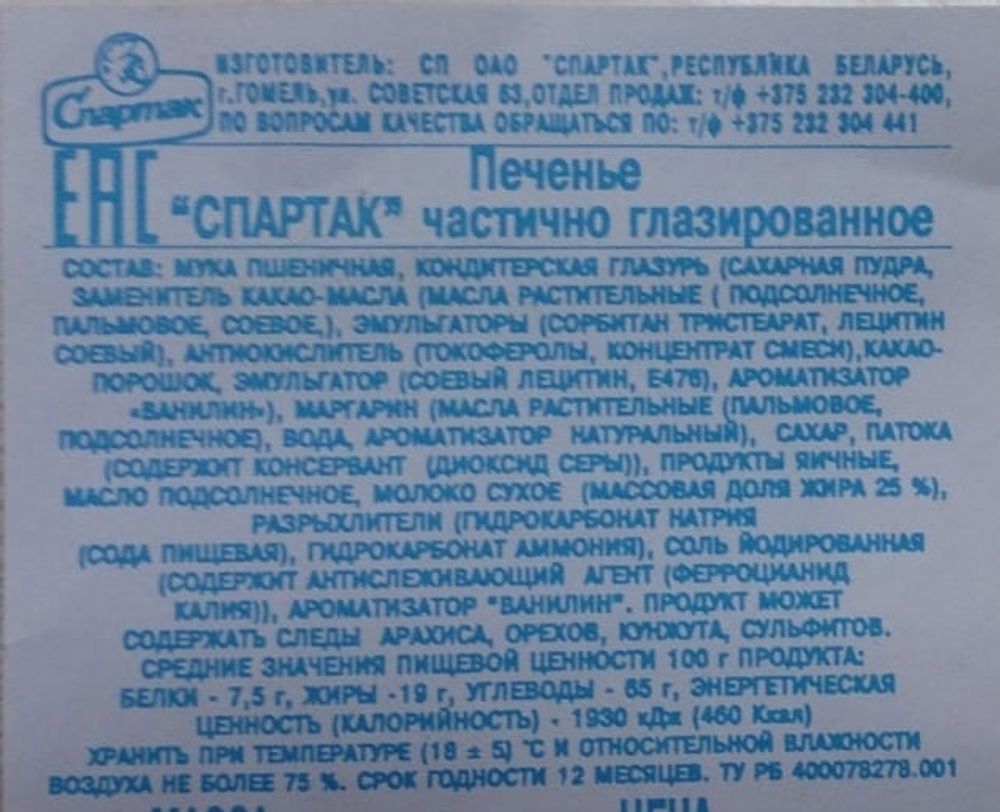 Спартак
ИЗГОТОВИТЕЛЬ: СП ОАО "СПАРТАК", РЕСПУБЛИКА БЕЛАРУСЬ,
г.ГОМЕЛЬ, ул. СОВЕТСКАЯ 63, ОТДЕЛ ПРОДАЖ: т/ф +375 232 304-406,
ПО ВОПРОСАМ КАЧЕСТВА ОБРАЩАТЬСЯ ПО: т/ф +375 232 304 441
ЕАС
Печенье
"СПАРТАК" частично глазированное
СОСТАВ: МУКА ПШЕНИЧНАЯ, КОНДИТЕРСКАЯ ГЛАЗУРЬ (САХАРНАЯ ПУДРА,
ЗАМЕНИТЕЛЬ КАКАО-МАСЛА (МАСЛА РАСТИТЕЛЬНЫЕ ( ПОДСОЛНЕЧНОЕ,
ПАЛЬМОВОЕ, СОЕВОЕ,), ЭМУЛЬГАТОРЫ (СОРБИТАН ТРИСТЕАРАТ, ЛЕЦИТИН
СОЕВЫЙ), АНТИОКИСЛИТЕЛЬ (ТОКОФЕРОЛЫ, КОНЦЕНТРАТ СМЕСИ), КАКАО-
ПОРОШОК, ЭМУЛЬГАТОР (СОЕВЫЙ ЛЕЦИТИН, Е476), АРОМАТИЗАТОР
«ВАНИЛИН»), МАРГАРИН (МАСЛА РАСТИТЕЛЬНЫЕ (ПАЛЬМОВОЕ,
ПОДСОЛНЕЧНОЕ), ВОДА, АРОМАТИЗАТОР НАТУРАЛЬНЫЙ), САХАР, ПАТОКА
(СОДЕРЖИТ КОНСЕРВАНТ (ДИОКСИД СЕРЫ)), ПРОДУКТЫ ЯИЧНЫЕ,
МАСЛО ПОДСОЛНЕЧНОЕ, МОЛОКО СУХОЕ (МАССОВАЯ ДОЛЯ ЖИРА 25 %),
РАЗРЫХЛИТЕЛИ (ГИДРОКАРБОНАТ НАТРИЯ
(СОДА ПИЩЕВАЯ), ГИДРОКАРБОНАТ АММОНИЯ), СОЛЬ ЙОДИРОВАННАЯ
(СОДЕРЖИТ АНТИСЛЕЖИВАЮЩИЙ АГЕНТ (ФЕРРОЦИАНИД
КАЛИЯ)), АРОМАТИЗАТОР "ВАНИЛИН". ПРОДУКТ МОЖЕТ
СОДЕРЖАТЬ СЛЕДЫ АРАХИСА, ОРЕХОВ, КУНЖУТА, СУЛЬФИТОВ.
СРЕДНИЕ ЗНАЧЕНИЯ ПИЩЕВОЙ ЦЕННОСТИ 100 г ПРОДУКТА:
БЕЛКИ - 7,5 г, ЖИРЫ -19 г, УГЛЕВОДЫ - 65 г, ЭНЕРГЕТИЧЕСКАЯ
ЦЕННОСТЬ (КАЛОРИЙНОСТЬ) - 1930 кДж (460 Ккал)
ХРАНИТЬ ПРИ ТЕМПЕРАТУРЕ (18 ± 5) °С И ОТНОСИТЕЛЬНОЙ ВЛАЖНОСТИ
ВОЗДУХА НЕ БОЛЕЕ 75 %. СРОК ГОДНОСТИ 12 МЕСЯЦЕВ. ТУ РБ 400078278.001
МАССА
ЦЕНА